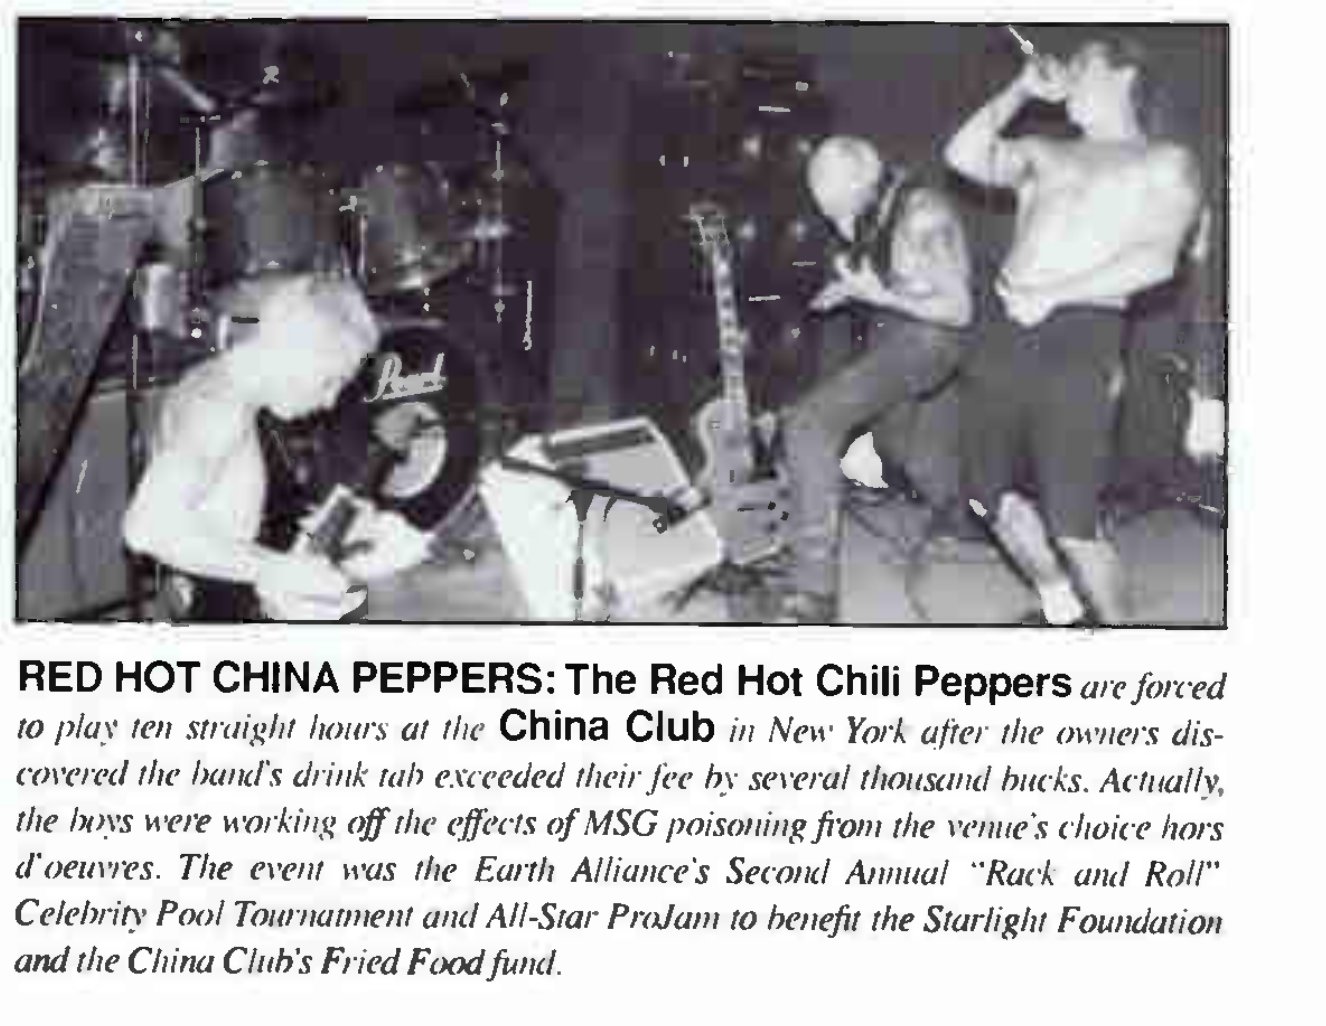 Pearl
RED HOT CHINA PEPPERS: The Red Hot Chili Peppers are forced
to play ten straight hours at the China Club in New York after the owners dis-
covered the band's drink tab exceeded their fee by several thousand bucks. Actually,
the boys were working off the effects of MSG poisoning from the venue's choice hors
d'oeuvres. The event was the Earth Alliance's Second Annual "Rack and Roll"
Celebrity Pool Tournatment and All-Star ProJam to benefit the Starlight Foundation
and the China Club's Fried Food fund.